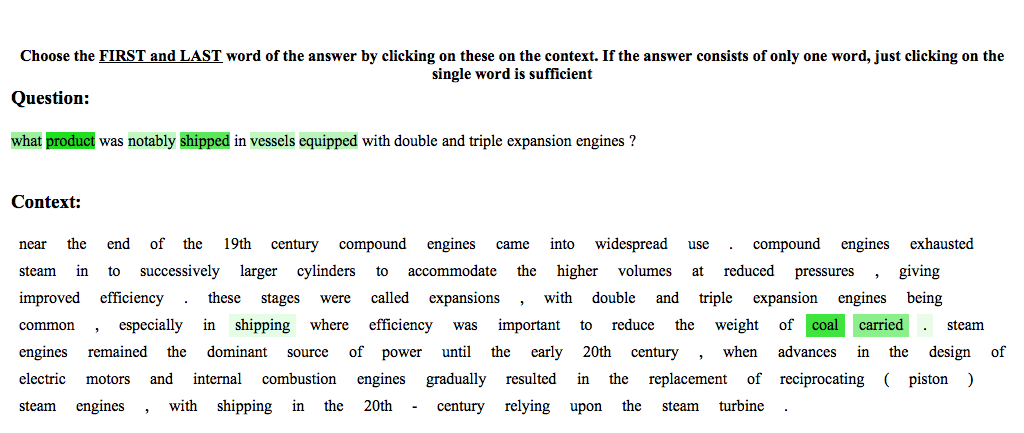 Choose the FIRST and LAST word of the answer by clicking on these on the context. If the answer consists of only one word, just clicking on the
single word is sufficient
Question:
what product was notably shipped in vessels equipped with double and triple expansion engines ?
Context:
near the end of the 19th century compound engines came into widespread use . compound engines exhausted
steam in to successively larger cylinders to accommodate the higher volumes at reduced pressures , giving
improved efficiency . these stages were called expansions , with double and triple expansion engines being
common , especially in shipping where efficiency was important to reduce the weight of coal carried . steam
engines remained the dominant source of power until the early 20th century , when advances in the design of
electric motors and internal combustion engines gradually resulted in the replacement of reciprocating ( piston )
steam engines , with shipping in the 20th - century relying upon the steam turbine .